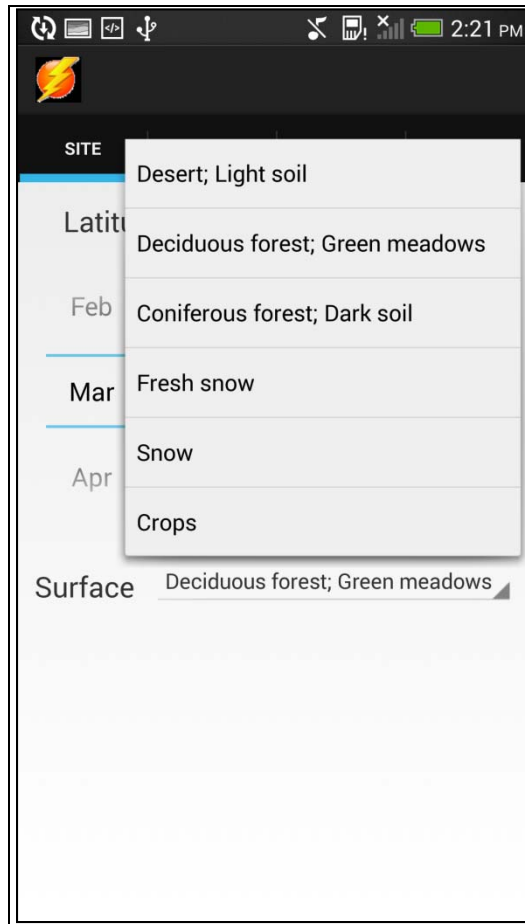 2:21 PM
SITE
Desert; Light soil
Latitu
Deciduous forest; Green meadows
Feb
Coniferous forest; Dark soil
Mar
Fresh snow
Snow
Apr
Crops
Surface Deciduous forest; Green meadows